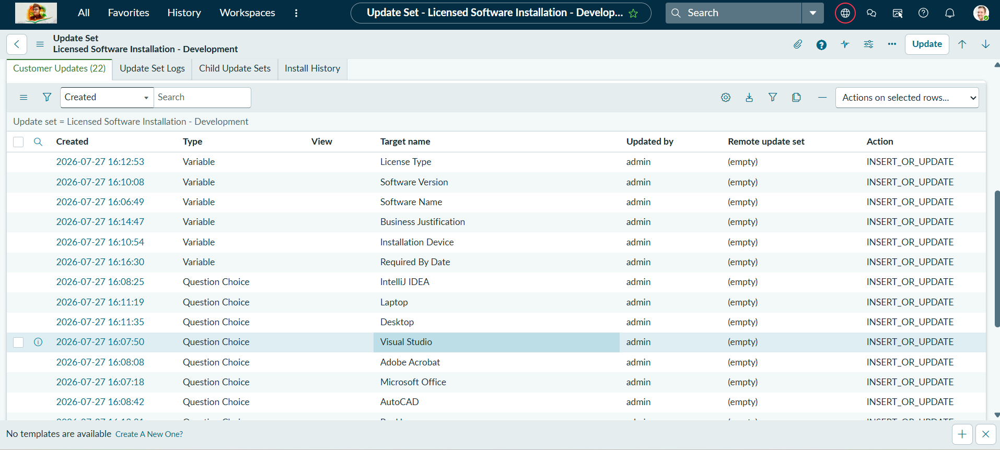 All Favorites History Workspaces Update Set - Licensed Software Installation - Develop... Search
Update Set
Licensed Software Installation - Development
Update
Customer Updates (22) Update Set Logs Child Update Sets Install History
Created Search Actions on selected rows...
Update set = Licensed Software Installation - Development
Created Type View Target name Updated by Remote update set Action
2026-07-27 16:12:53 Variable License Type admin (empty) INSERT_OR_UPDATE
2026-07-27 16:10:08 Variable Software Version admin (empty) INSERT_OR_UPDATE
2026-07-27 16:06:49 Variable Software Name admin (empty) INSERT_OR_UPDATE
2026-07-27 16:14:47 Variable Business Justification admin (empty) INSERT_OR_UPDATE
2026-07-27 16:10:54 Variable Installation Device admin (empty) INSERT_OR_UPDATE
2026-07-27 16:16:30 Variable Required By Date admin (empty) INSERT_OR_UPDATE
2026-07-27 16:08:25 Question Choice IntelliJ IDEA admin (empty) INSERT_OR_UPDATE
2026-07-27 16:11:19 Question Choice Laptop admin (empty) INSERT_OR_UPDATE
2026-07-27 16:11:35 Question Choice Desktop admin (empty) INSERT_OR_UPDATE
2026-07-27 16:07:50 Question Choice Visual Studio admin (empty) INSERT_OR_UPDATE
2026-07-27 16:08:08 Question Choice Adobe Acrobat admin (empty) INSERT_OR_UPDATE
2026-07-27 16:07:18 Question Choice Microsoft Office admin (empty) INSERT_OR_UPDATE
2026-07-27 16:08:42 Question Choice AutoCAD admin (empty) INSERT_OR_UPDATE
No templates are available Create A New One?